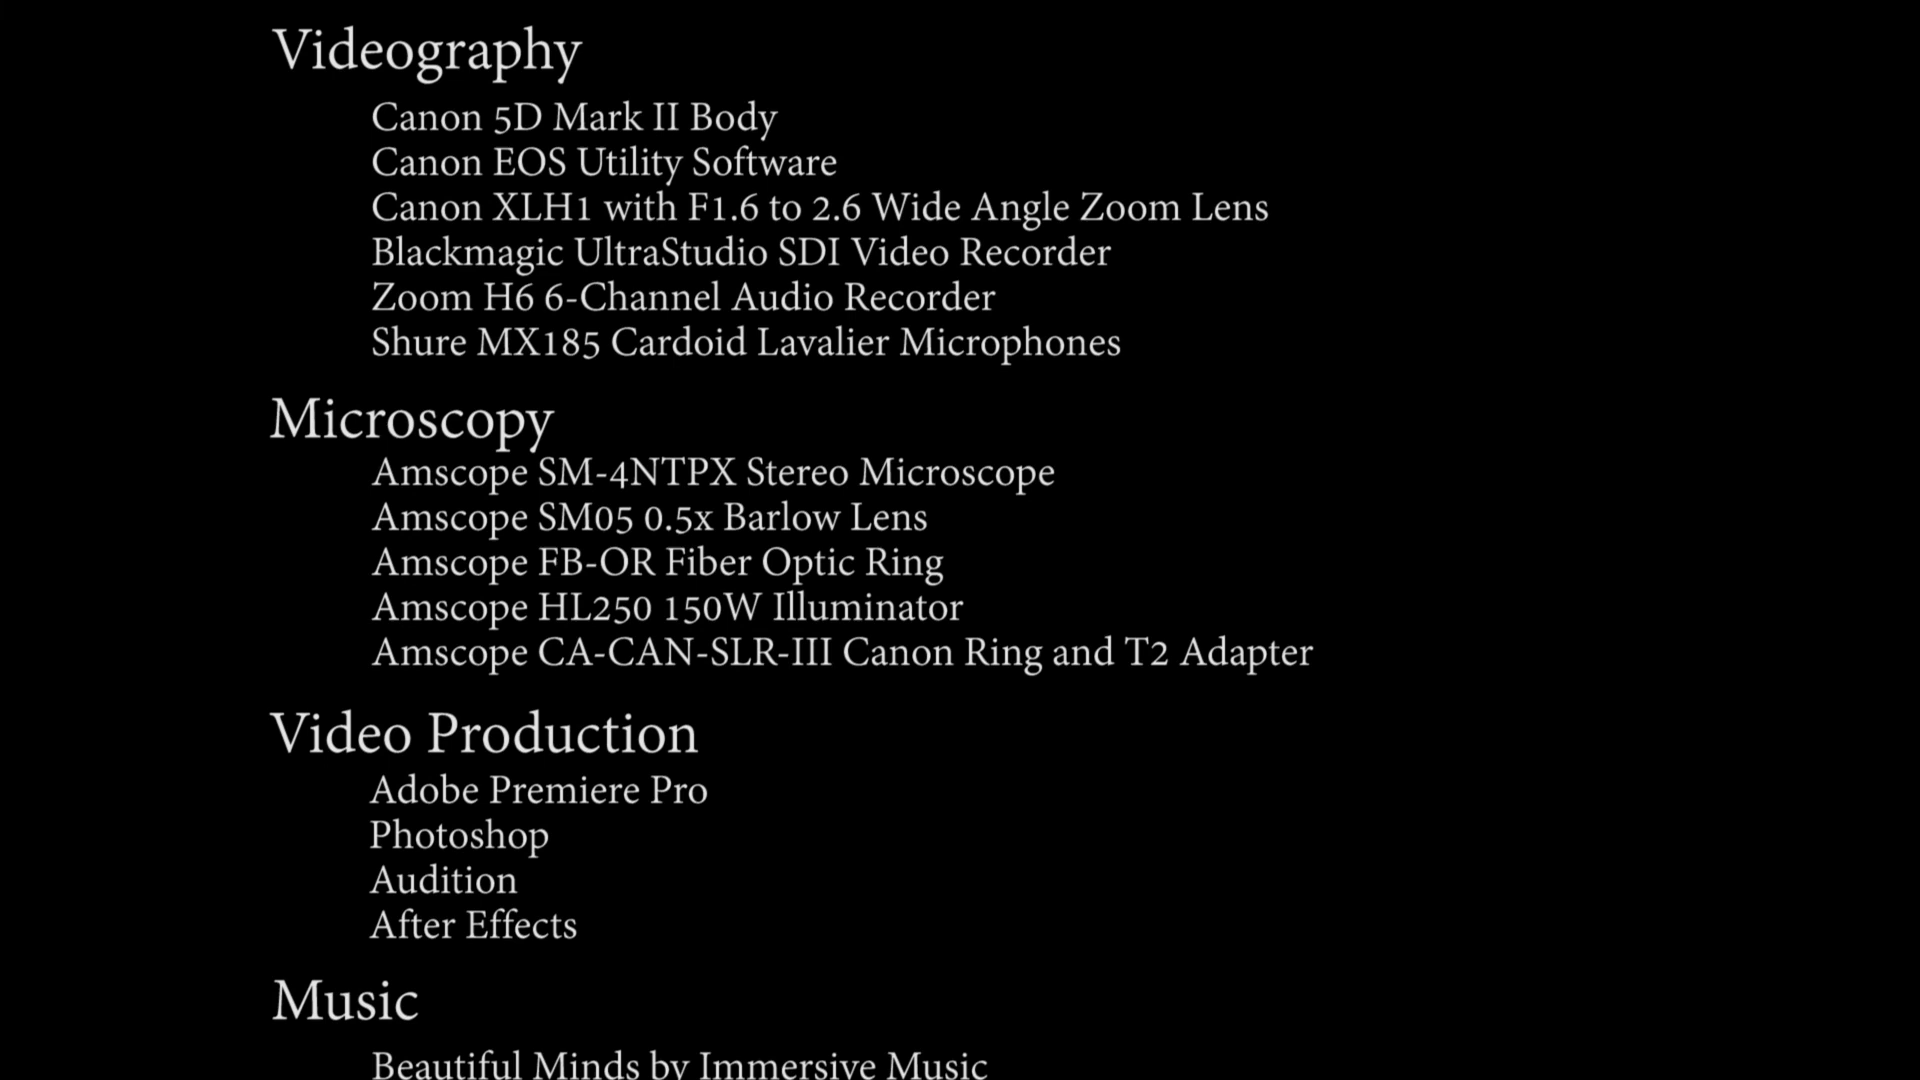 Videography
Canon 5D Mark II Body
Canon EOS Utility Software
Canon XLH1 with F1.6 to 2.6 Wide Angle Zoom Lens
Blackmagic UltraStudio SDI Video Recorder
Zoom H6 6-Channel Audio Recorder
Shure MX185 Cardoid Lavalier Microphones
Microscopy
Amscope SM-4NTPX Stereo Microscope
Amscope SM05 0.5x Barlow Lens
Amscope FB-OR Fiber Optic Ring
Amscope HL250 150W Illuminator
Amscope CA-CAN-SLR-III Canon Ring and T2 Adapter
Video Production
Adobe Premiere Pro
Photoshop
Audition
After Effects
Music
Beautiful Minds by Immersive Music